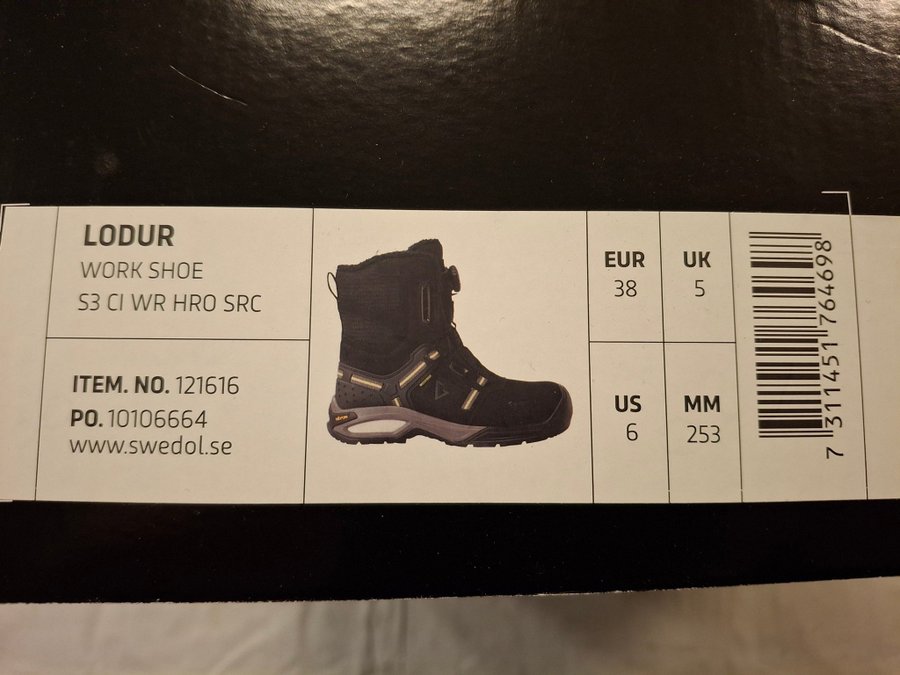 LODUR
WORK SHOE
S3 CI WR HRO SRC
ITEM. NO. 121616
PO. 10106664
www.swedol.se
EUR
38
UK
5
US
6
MM
253
7 311451 764698